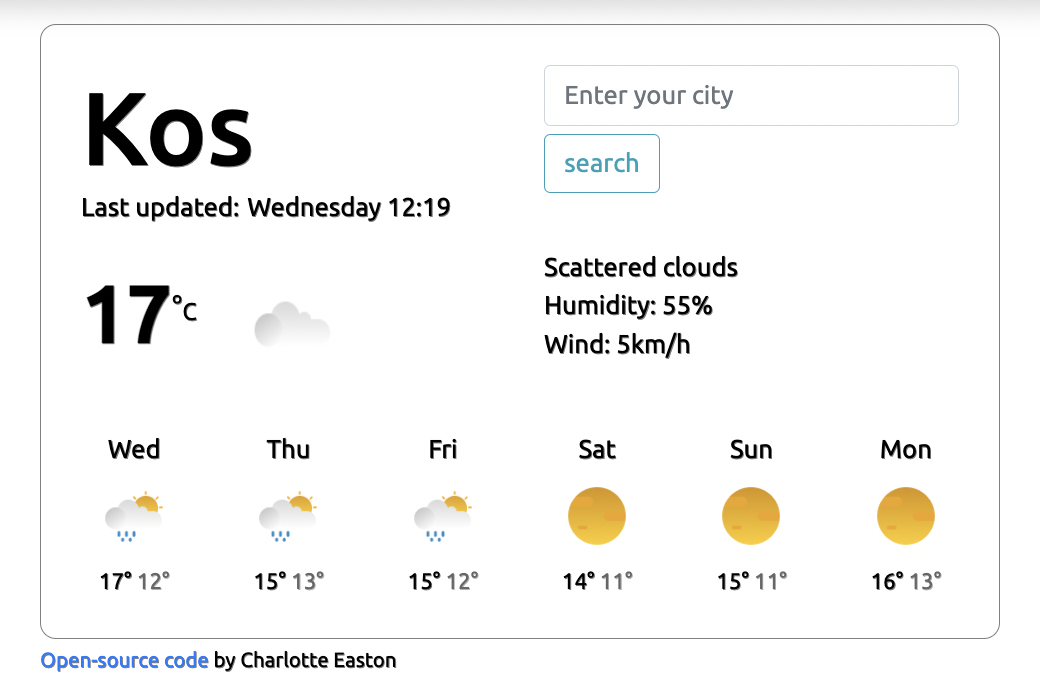 Kos
Enter your city
search
Last updated: Wednesday 12:19
17°C
Scattered clouds
Humidity: 55%
Wind: 5km/h
Wed Thu Fri Sat Sun Mon
17° 12° 15° 13° 15° 12° 14° 11° 15° 11° 16° 13°
Open-source code by Charlotte Easton